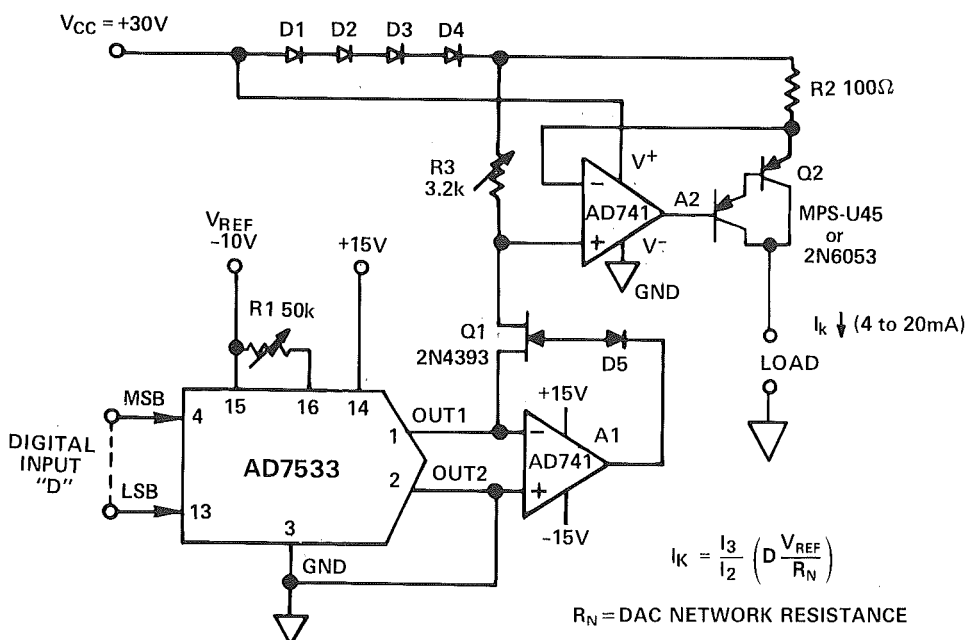 VCC = +30V
D1
D2
D3
D4
R2 100Ω
R3
3.2k
V+
−
AD741
+
V−
GND
A2
Q2
MPS-U45
or
2N6053
VREF
−10V
+15V
R1 50k
Q1
2N4393
D5
Ik ↓ (4 to 20mA)
LOAD
15
16
14
MSB
4
DIGITAL
INPUT
"D"
LSB
13
AD7533
1
OUT1
2
OUT2
3
GND
+15V
−
AD741
+
A1
−15V
IK = I3/I2 (D VREF/RN)
RN = DAC NETWORK RESISTANCE